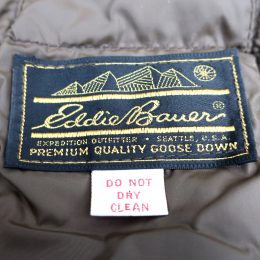 Eddie Bauer ®
EXPEDITION OUTFITTER • SEATTLE, U.S.A.
PREMIUM QUALITY GOOSE DOWN
DO NOT
DRY
CLEAN